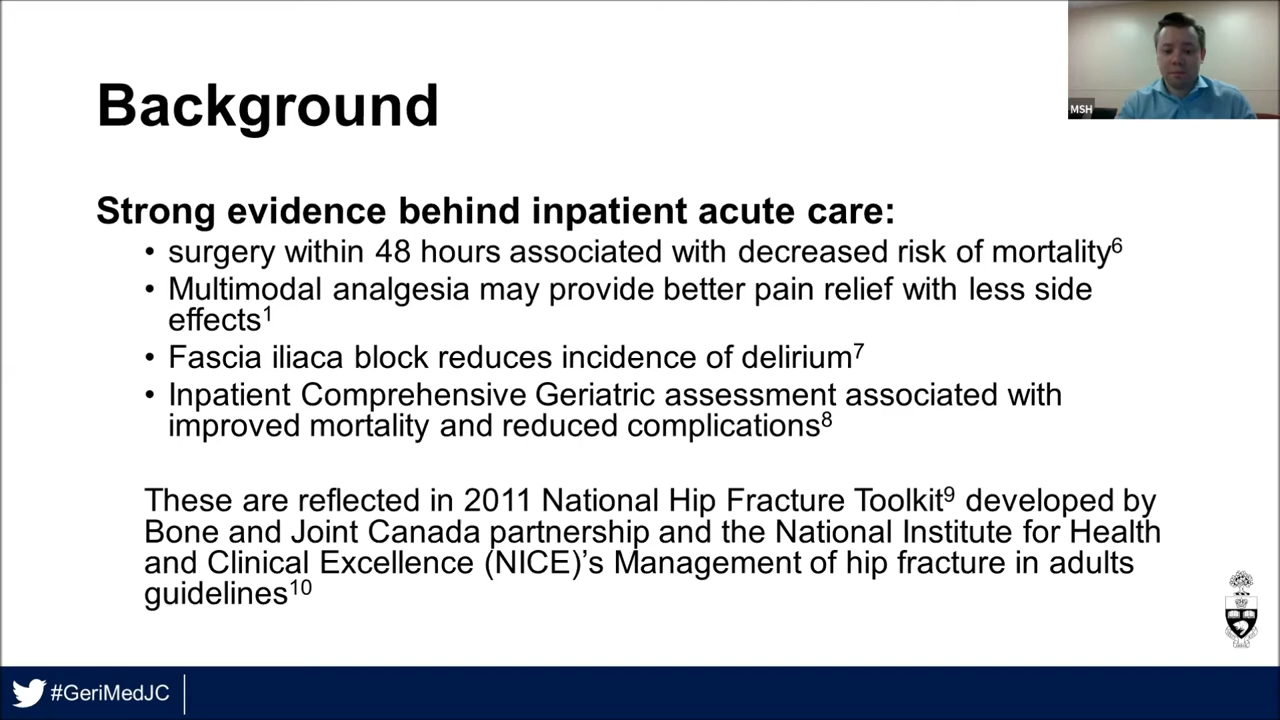 MSH
Background
Strong evidence behind inpatient acute care:
• surgery within 48 hours associated with decreased risk of mortality⁶
• Multimodal analgesia may provide better pain relief with less side
effects¹
• Fascia iliaca block reduces incidence of delirium⁷
• Inpatient Comprehensive Geriatric assessment associated with
improved mortality and reduced complications⁸
These are reflected in 2011 National Hip Fracture Toolkit⁹ developed by
Bone and Joint Canada partnership and the National Institute for Health
and Clinical Excellence (NICE)’s Management of hip fracture in adults
guidelines¹⁰
#GeriMedJC